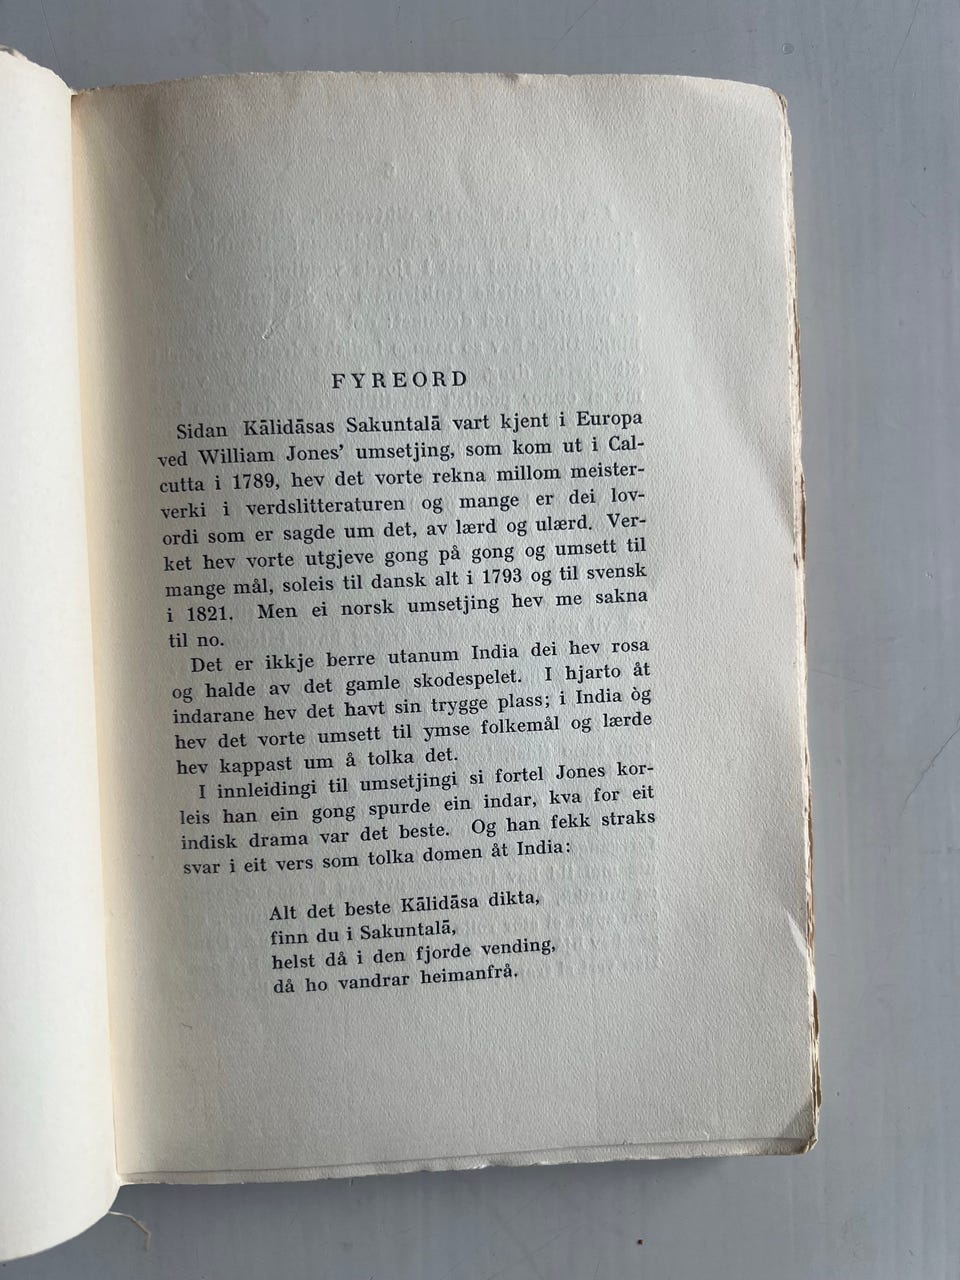 FYREORD
Sidan Kālidāsas Sakuntalā vart kjent i Europa
ved William Jones’ umsetjing, som kom ut i Cal-
cutta i 1789, hev det vorte rekna millom meister-
verki i verdslitteraturen og mange er dei lov-
ordi som er sagde um det, av lærd og ulærd. Ver-
ket hev vorte utgjeve gong på gong og umsett til
mange mål, soleis til dansk alt i 1793 og til svensk
i 1821. Men ei norsk umsetjing hev me sakna
til no.
Det er ikkje berre utanum India dei hev rosa
og halde av det gamle skodespelet. I hjarto åt
indarane hev det havt sin trygge plass; i India òg
hev det vorte umsett til ymse folkemål og lærde
hev kappast um å tolka det.
I innleidingi til umsetjingi si fortel Jones kor-
leis han ein gong spurde ein indar, kva for eit
indisk drama var det beste. Og han fekk straks
svar i eit vers som tolka domen åt India:
Alt det beste Kālidāsa dikta,
finn du i Sakuntalā,
helst då i den fjorde vending,
då ho vandrar heimanfrå.